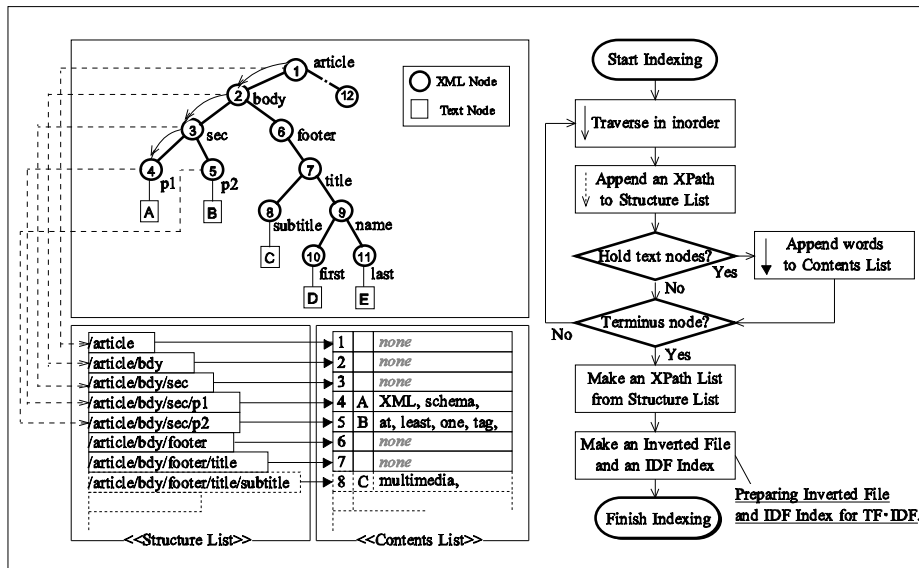 1
article
2
body
12
XML Node
Text Node
3
sec
6
footer
4
p1
5
p2
7
title
A
B
8
subtitle
9
name
C
10
first
11
last
D
E
/article
1
none
/article/bdy
2
none
/article/bdy/sec
3
none
/article/bdy/sec/p1
4 A XML, schema,
/article/bdy/sec/p2
5 B at, least, one, tag,
/article/bdy/footer
6
none
/article/bdy/footer/title
7
none
/article/bdy/footer/title/subtitle
8 C multimedia,
<<Structure List>>
<<Contents List>>
Start Indexing
Traverse in inorder
Append an XPath
to Structure List
Hold text nodes?
Yes
Append words
to Contents List
No
Terminus node?
No
Yes
Make an XPath List
from Structure List
Make an Inverted File
and an IDF Index
Preparing Inverted File
and IDF Index for TF·IDF.
Finish Indexing